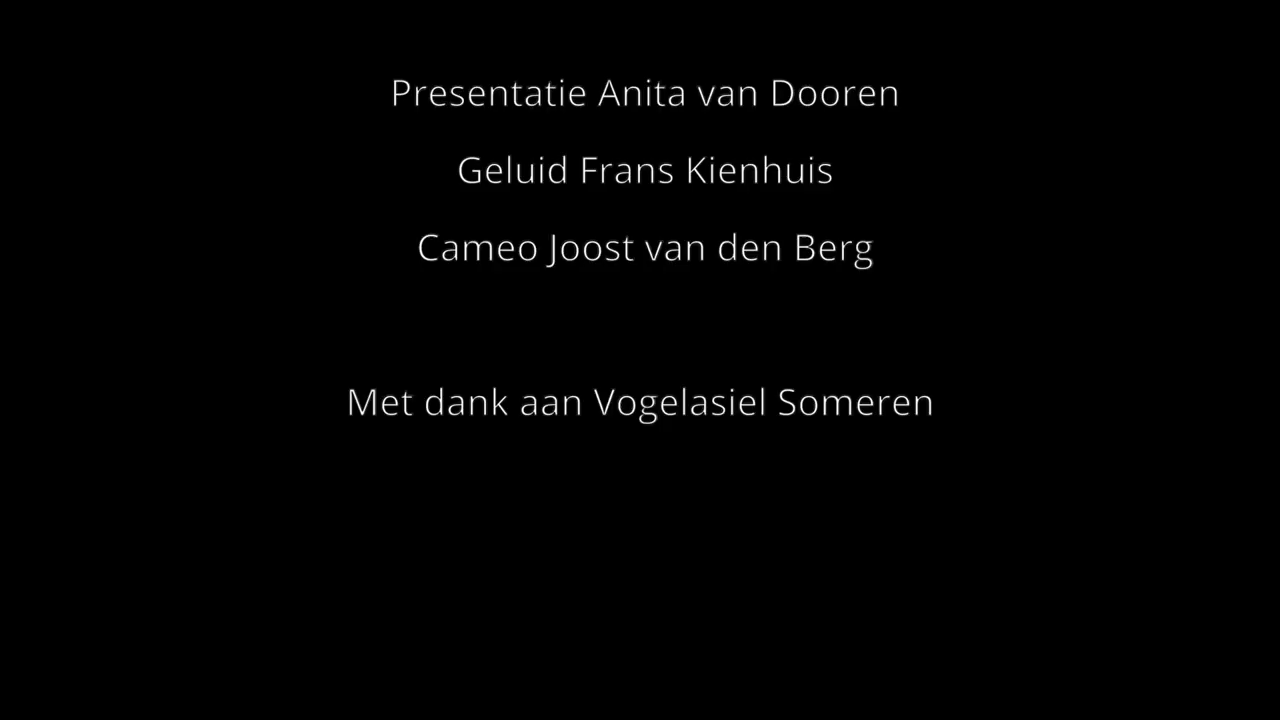 Presentatie Anita van Dooren
Geluid Frans Kienhuis
Cameo Joost van den Berg
Met dank aan Vogelasiel Someren